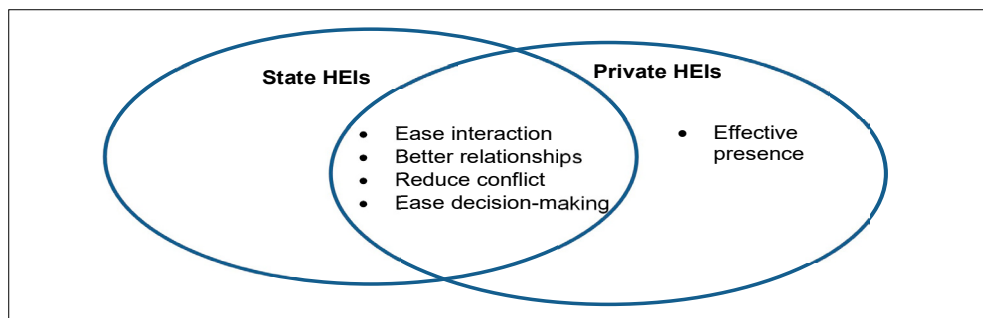 State HEIs
Private HEIs
• Ease interaction
• Better relationships
• Reduce conflict
• Ease decision-making
• Effective
presence